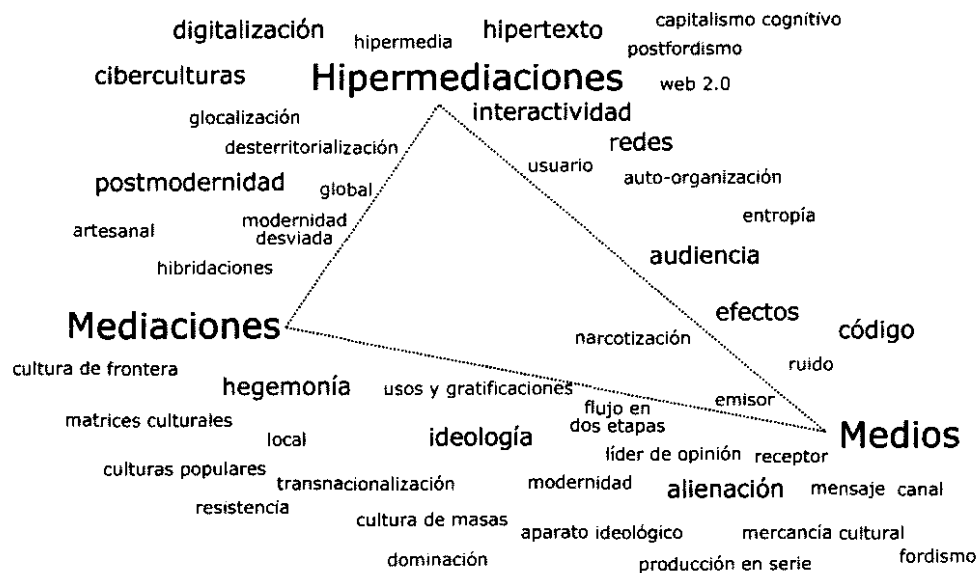 digitalización
hipermedia
hipertexto
capitalismo cognitivo
postfordismo
ciberculturas
Hipermediaciones
web 2.0
glocalización
interactividad
desterritorialización
redes
usuario
auto-organización
postmodernidad
global
artesanal
modernidad
desviada
entropía
hibridaciones
audiencia
Mediaciones
efectos
código
narcotización
ruido
cultura de frontera
hegemonía
usos y gratificaciones
flujo en
dos etapas
emisor
matrices culturales
local
ideología
Medios
líder de opinión
receptor
culturas populares
transnacionalización
modernidad
alienación
mensaje
canal
resistencia
cultura de masas
aparato ideológico
mercancía cultural
dominación
producción en serie
fordismo